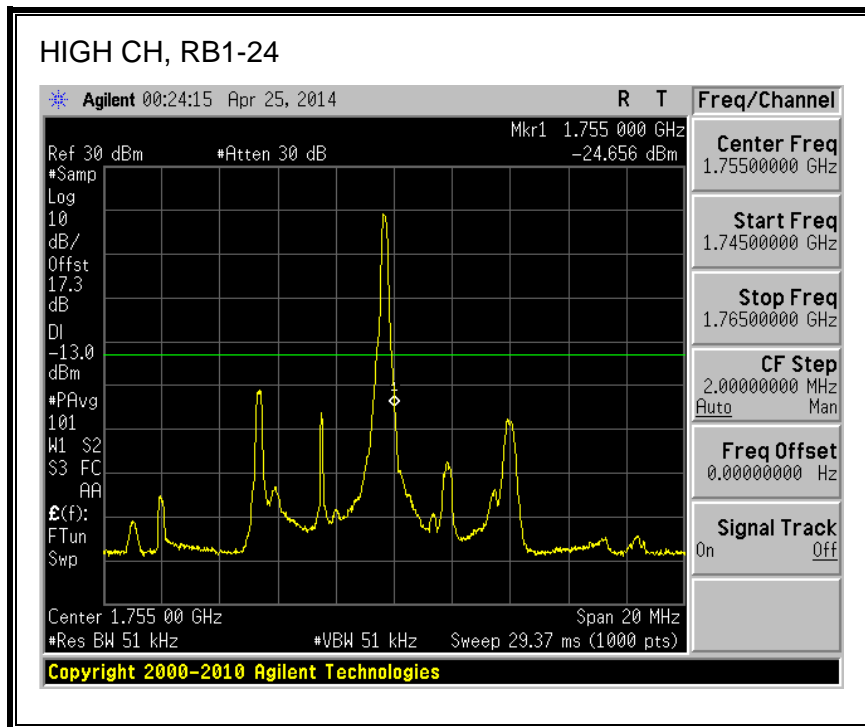 HIGH CH, RB1-24
Agilent 00:24:15 Apr 25, 2014 R T
Freq/Channel
Mkr1 1.755 000 GHz
Ref 30 dBm #Atten 30 dB -24.656 dBm
#Samp
Log
10
dB/
Offst
17.3
dB
DI
-13.0
dBm
#PAvg
101
W1 S2
S3 FC
AA
£(f):
FTun
Swp
Center 1.755 00 GHz Span 20 MHz
#Res BW 51 kHz #VBW 51 kHz Sweep 29.37 ms (1000 pts)
Copyright 2000-2010 Agilent Technologies
Center Freq
1.75500000 GHz
Start Freq
1.74500000 GHz
Stop Freq
1.76500000 GHz
CF Step
2.00000000 MHz
Auto Man
Freq Offset
0.00000000 Hz
Signal Track
On Off